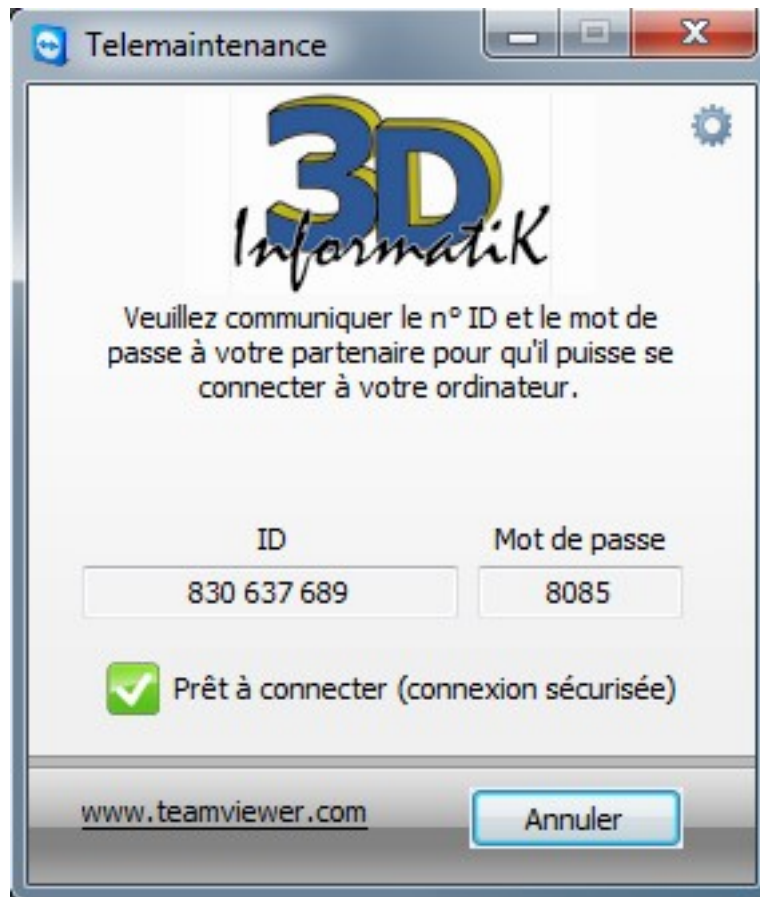 Telemaintenance
3D
InformatiK
Veuillez communiquer le n° ID et le mot de
passe à votre partenaire pour qu'il puisse se
connecter à votre ordinateur.
ID Mot de passe
830 637 689 8085
Prêt à connecter (connexion sécurisée)
www.teamviewer.com Annuler